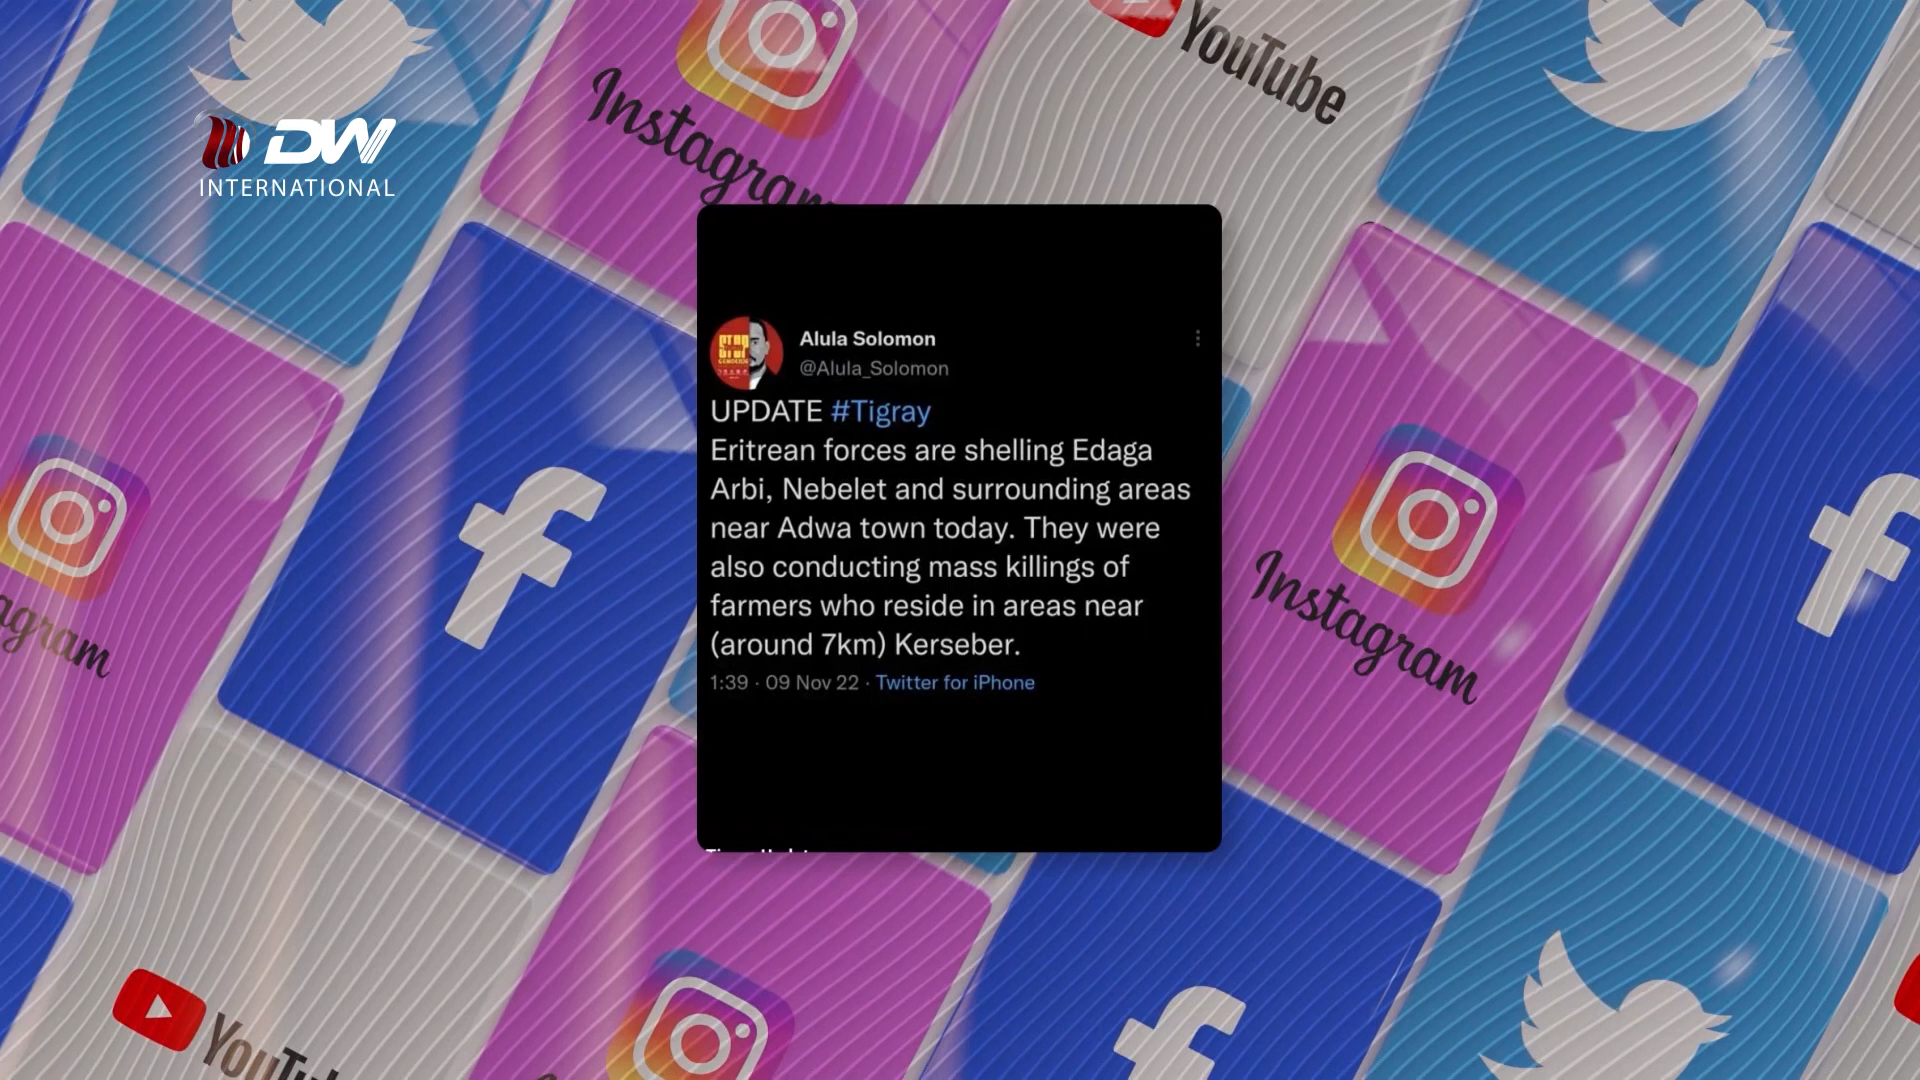 YouTube
Instagram
DW
INTERNATIONAL
Alula Solomon
@Alula_Solomon
UPDATE #Tigray
Eritrean forces are shelling Edaga
Arbi, Nebelet and surrounding areas
near Adwa town today. They were
also conducting mass killings of
farmers who reside in areas near
(around 7km) Kerseber.
1:39 · 09 Nov 22 · Twitter for iPhone
agram
Instagram
YouTu